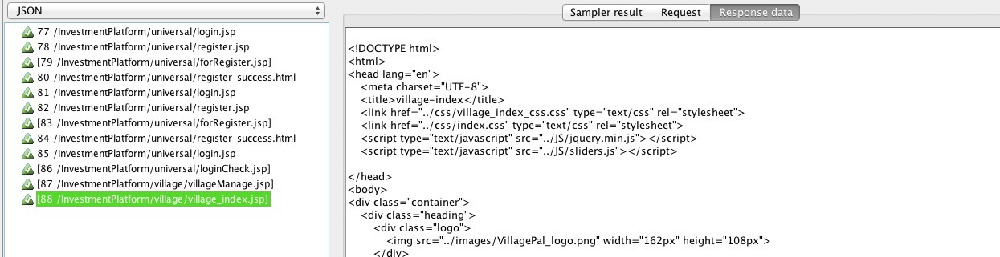 JSON
77 /InvestmentPlatform/universal/login.jsp
78 /InvestmentPlatform/universal/register.jsp
[79 /InvestmentPlatform/universal/forRegister.jsp]
80 /InvestmentPlatform/universal/register_success.html
81 /InvestmentPlatform/universal/login.jsp
82 /InvestmentPlatform/universal/register.jsp
[83 /InvestmentPlatform/universal/forRegister.jsp]
84 /InvestmentPlatform/universal/register_success.html
85 /InvestmentPlatform/universal/login.jsp
[86 /InvestmentPlatform/universal/loginCheck.jsp]
[87 /InvestmentPlatform/village/villageManage.jsp]
[88 /InvestmentPlatform/village/village_index.jsp]
Sampler result
Request
Response data
<!DOCTYPE html>
<html>
<head lang="en">
<meta charset="UTF-8">
<title>village-index</title>
<link href="../css/village_index_css.css" type="text/css" rel="stylesheet">
<link href="../css/index.css" type="text/css" rel="stylesheet">
<script type="text/javascript" src="../JS/jquery.min.js"></script>
<script type="text/javascript" src="../JS/sliders.js"></script>
</head>
<body>
<div class="container">
<div class="heading">
<div class="logo">
<img src="../images/VillagePal_logo.png" width="162px" height="108px">
</div>